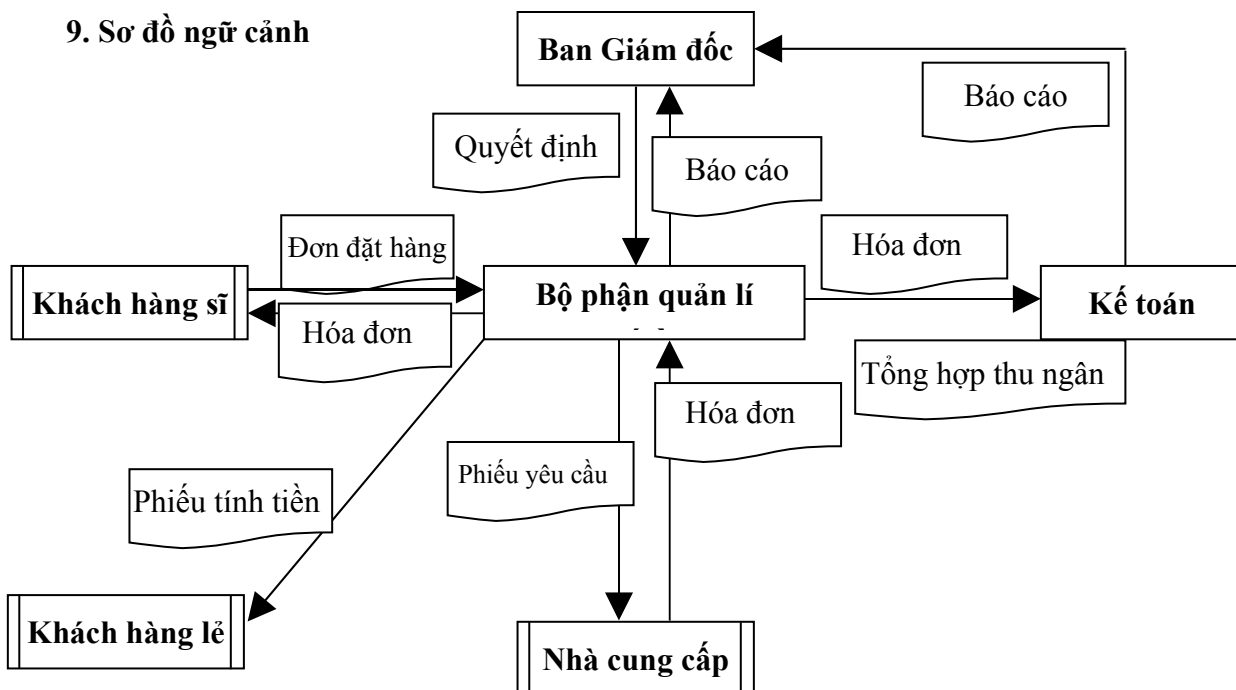 9. Sơ đồ ngữ cảnh
Ban Giám đốc
Báo cáo
Quyết định
Báo cáo
Đơn đặt hàng
Hóa đơn
Khách hàng sĩ
Bộ phận quản lí
Kế toán
Hóa đơn
Tổng hợp thu ngân
Hóa đơn
Phiếu yêu cầu
Phiếu tính tiền
Khách hàng lẻ
Nhà cung cấp